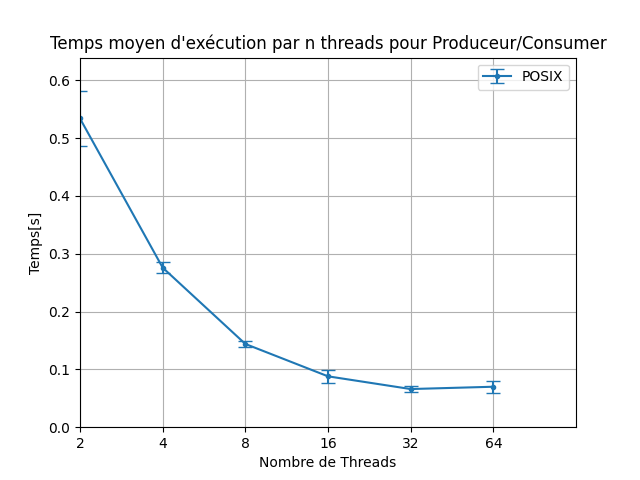 Temps moyen d'exécution par n threads pour Produceur/Consumer
POSIX
0.6
0.5
0.4
0.3
0.2
0.1
0.0
Temps[s]
2 4 8 16 32 64
Nombre de Threads